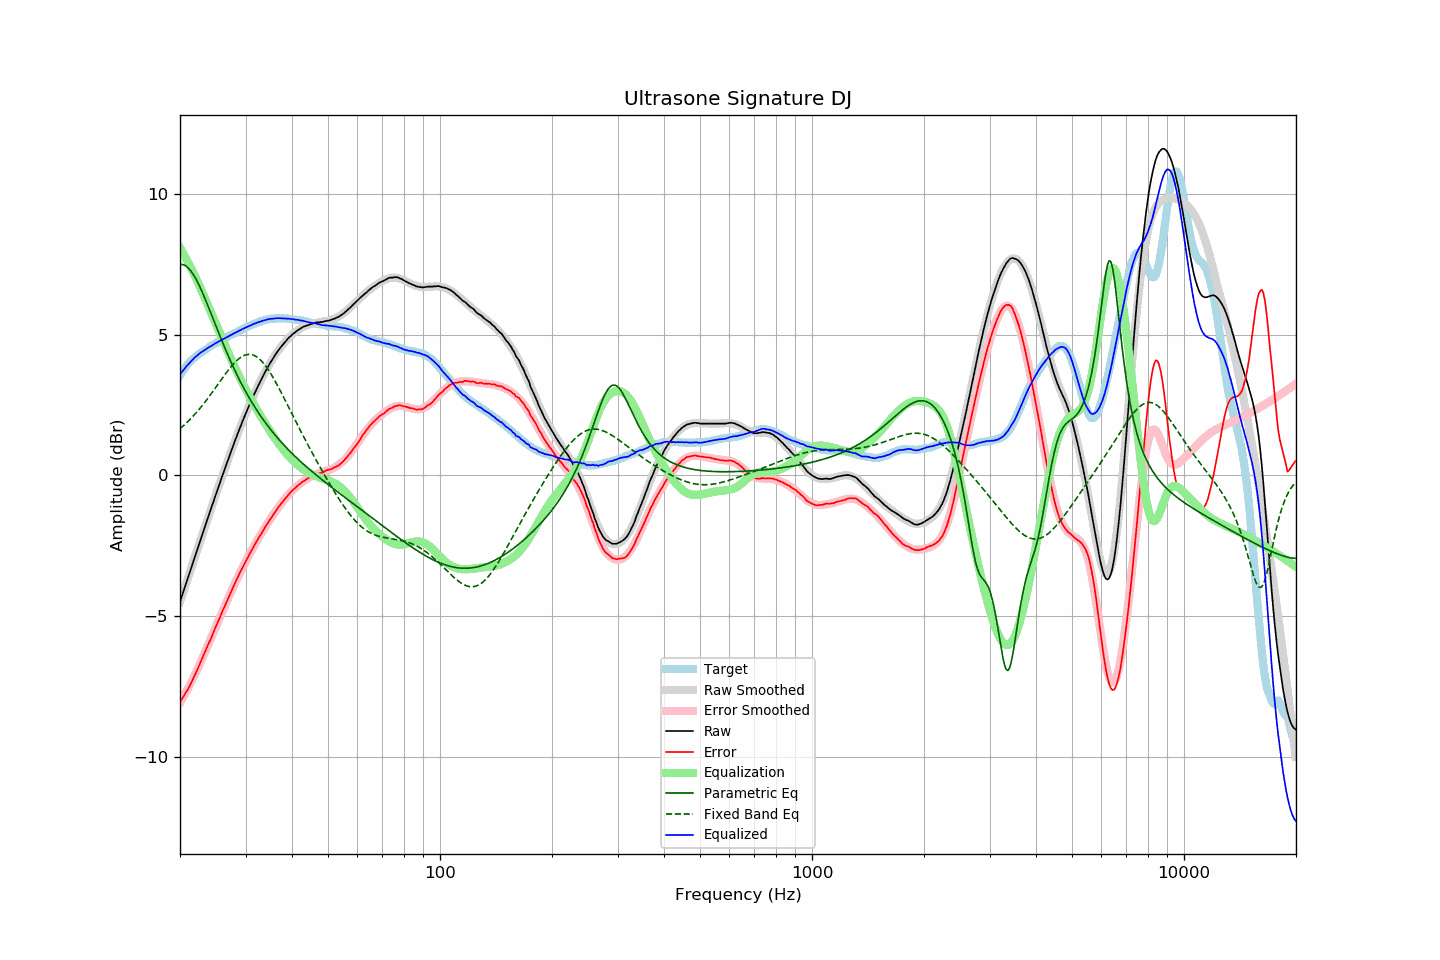 Ultrasone Signature DJ
Amplitude (dBr)
10
5
0
−5
−10
Target
Raw Smoothed
Error Smoothed
Raw
Error
Equalization
Parametric Eq
Fixed Band Eq
Equalized
100
1000
10000
Frequency (Hz)